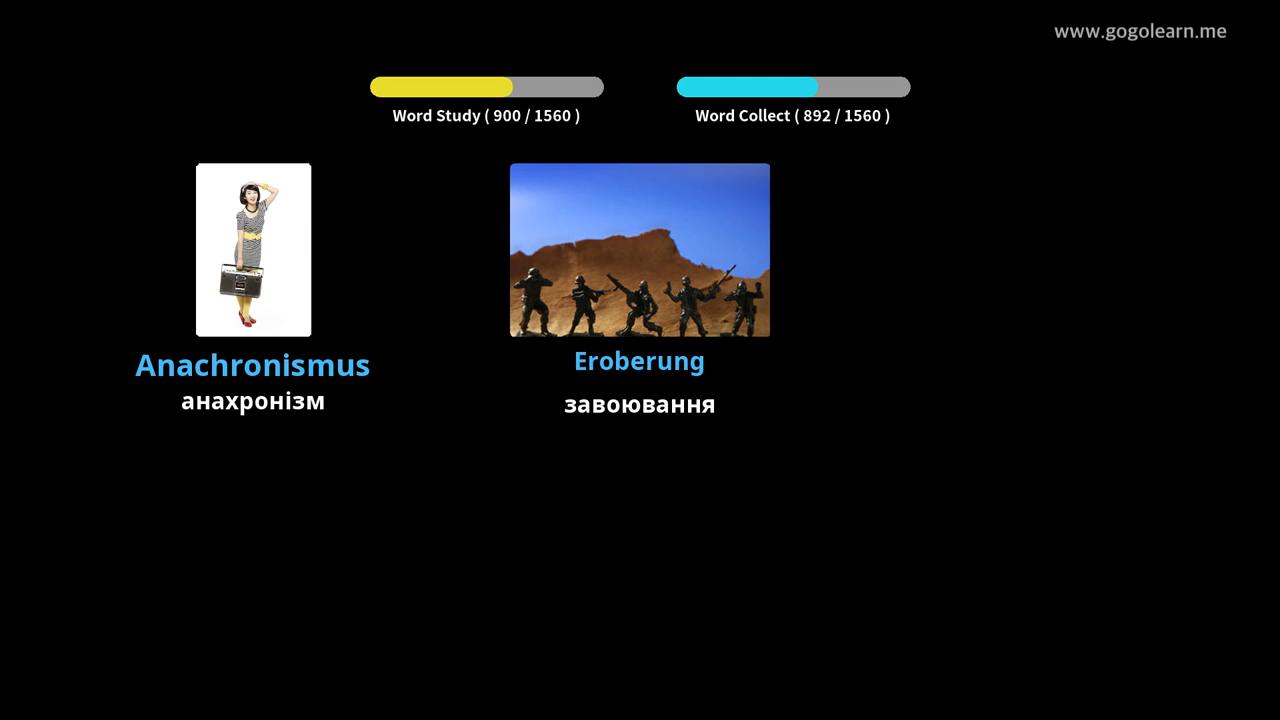 www.gogolearn.me
Word Study ( 900 / 1560 )
Word Collect ( 892 / 1560 )
Anachronismus
анахронізм
Eroberung
завоювання